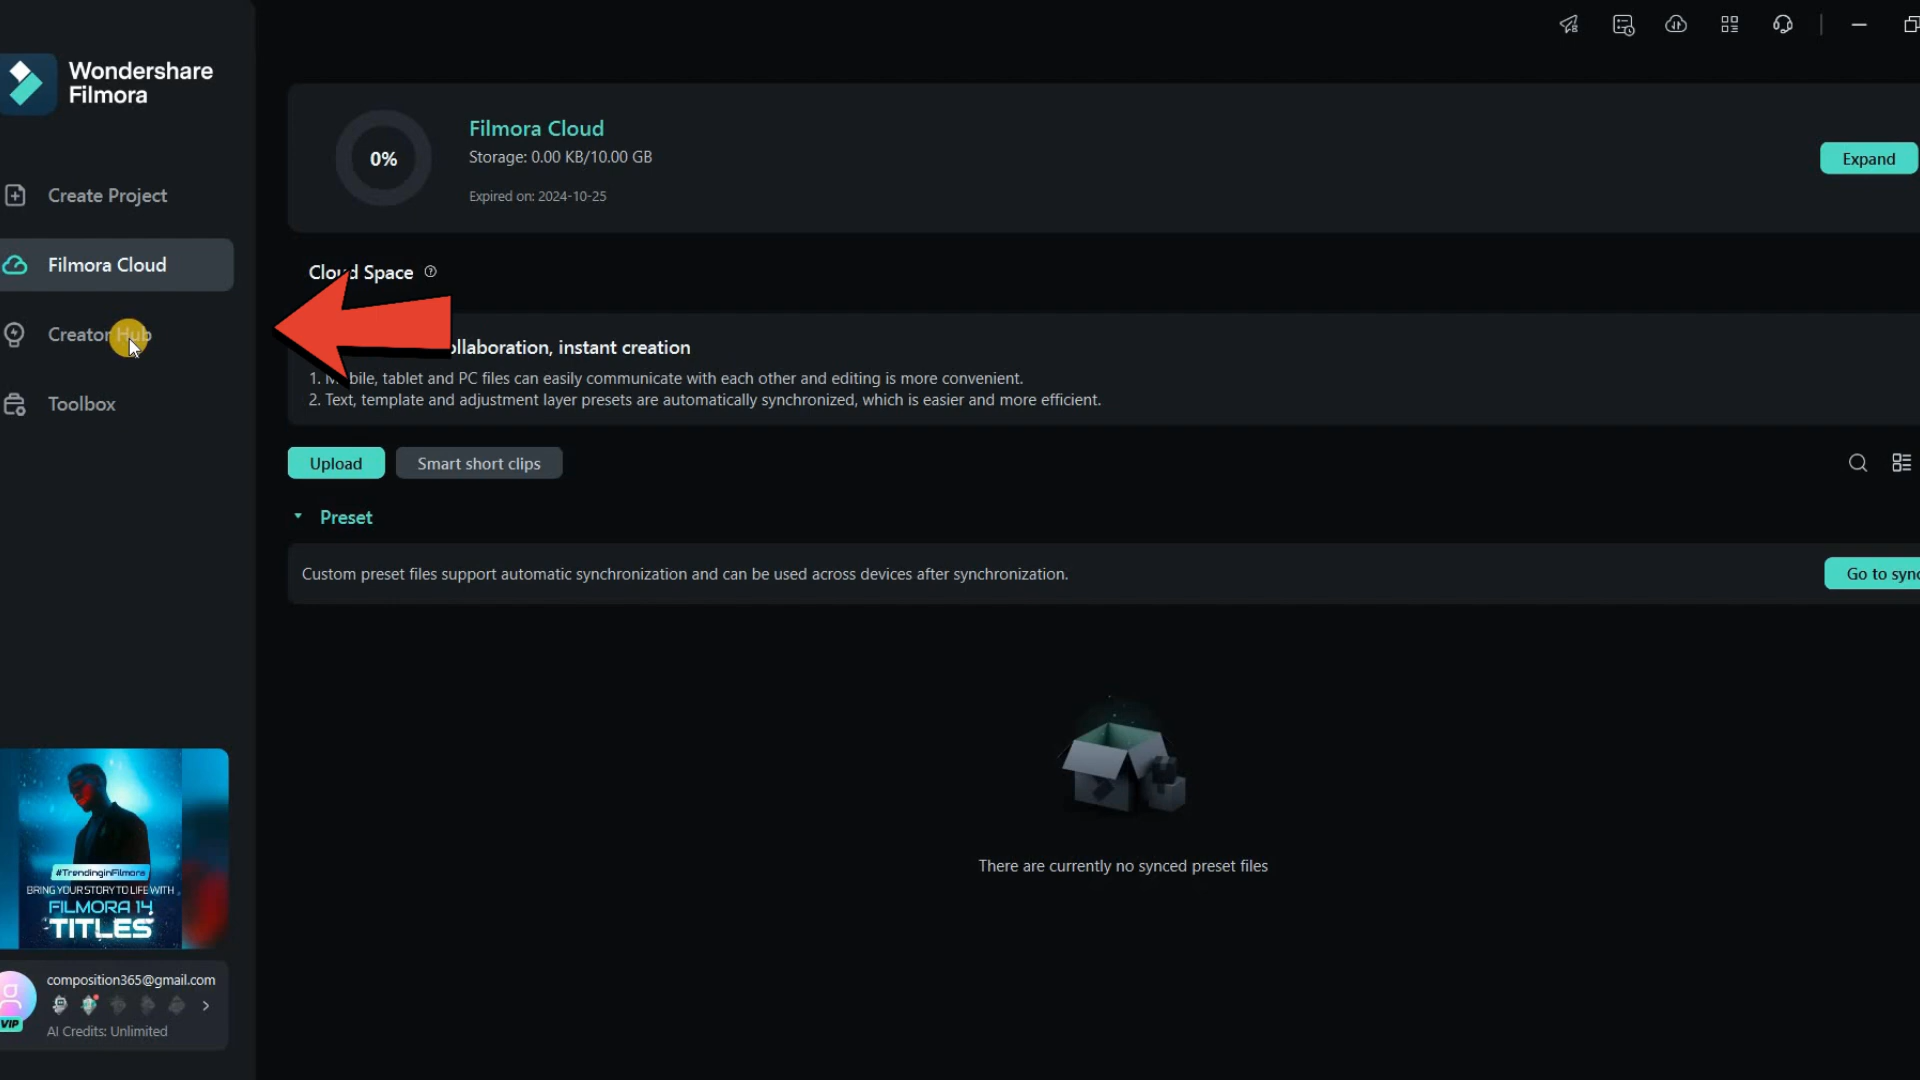 Wondershare
Filmora
Create Project
Filmora Cloud
Creator Hub
Toolbox
0%
Filmora Cloud
Storage: 0.00 KB/10.00 GB
Expired on: 2024-10-25
Expand
Cloud Space
ollaboration, instant creation
1. M bile, tablet and PC files can easily communicate with each other and editing is more convenient.
2. Text, template and adjustment layer presets are automatically synchronized, which is easier and more efficient.
Upload
Smart short clips
Preset
Custom preset files support automatic synchronization and can be used across devices after synchronization.
Go to sync
There are currently no synced preset files
#TrendinginFilmora
BRING YOUR STORY TO LIFE WITH
FILMORA 14
TITLES
composition365@gmail.com
VIP
AI Credits: Unlimited